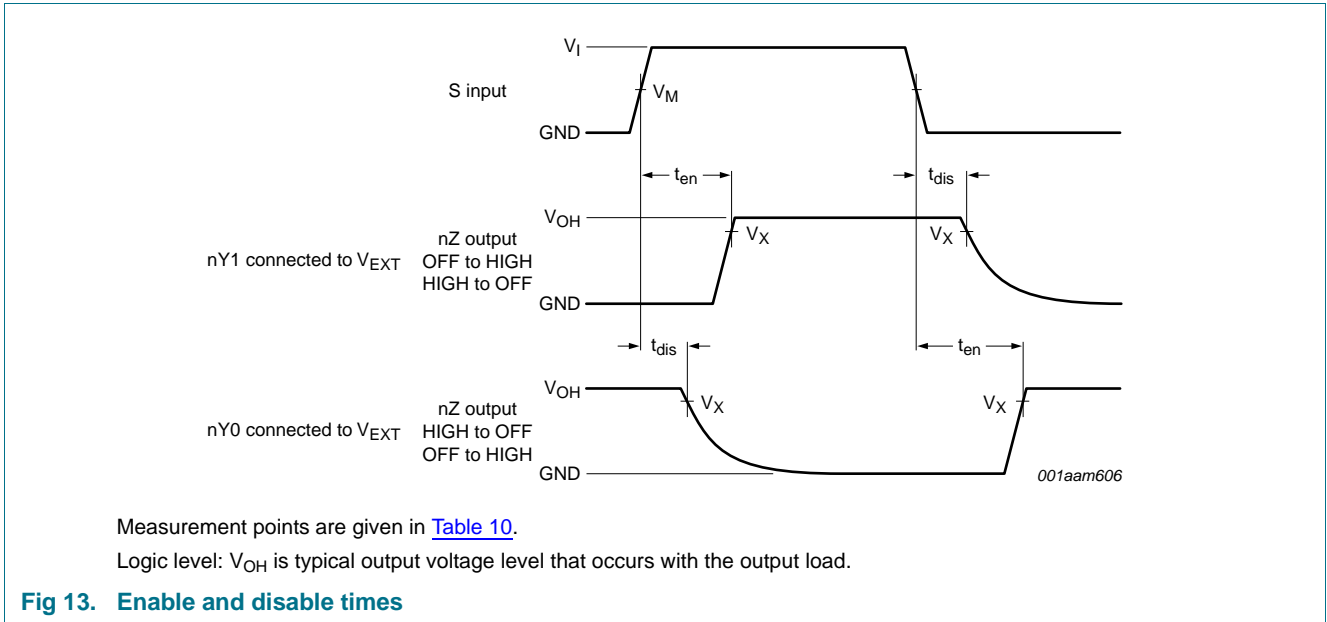 V_I
S input
V_M
GND
t_en
t_dis
V_OH
nY1 connected to V_EXT
nZ output
OFF to HIGH
HIGH to OFF
V_X
V_X
GND
t_dis
t_en
V_OH
nY0 connected to V_EXT
nZ output
HIGH to OFF
OFF to HIGH
V_X
V_X
GND
001aam606
Measurement points are given in Table 10.
Logic level: V_OH is typical output voltage level that occurs with the output load.
Fig 13. Enable and disable times